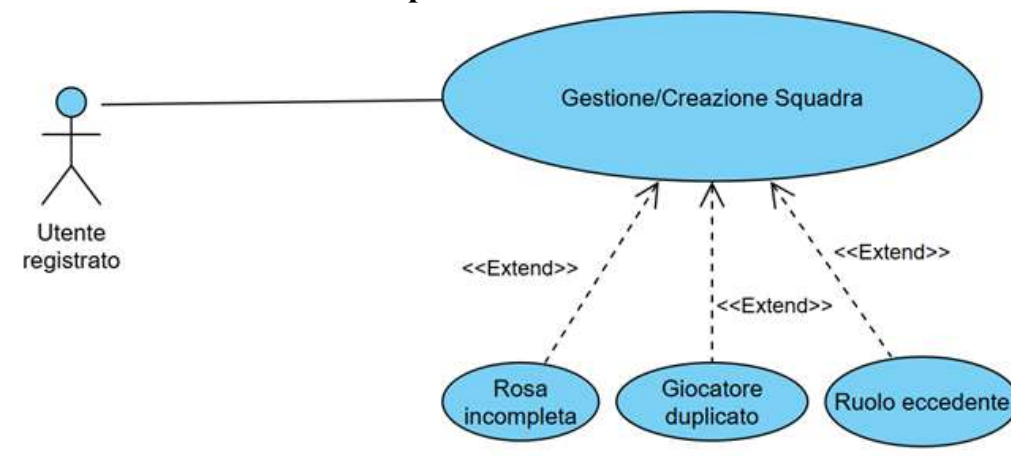 Gestione/Creazione Squadra
Utente
registrato
<<Extend>>
<<Extend>>
<<Extend>>
Rosa
incompleta
Giocatore
duplicato
Ruolo eccedente